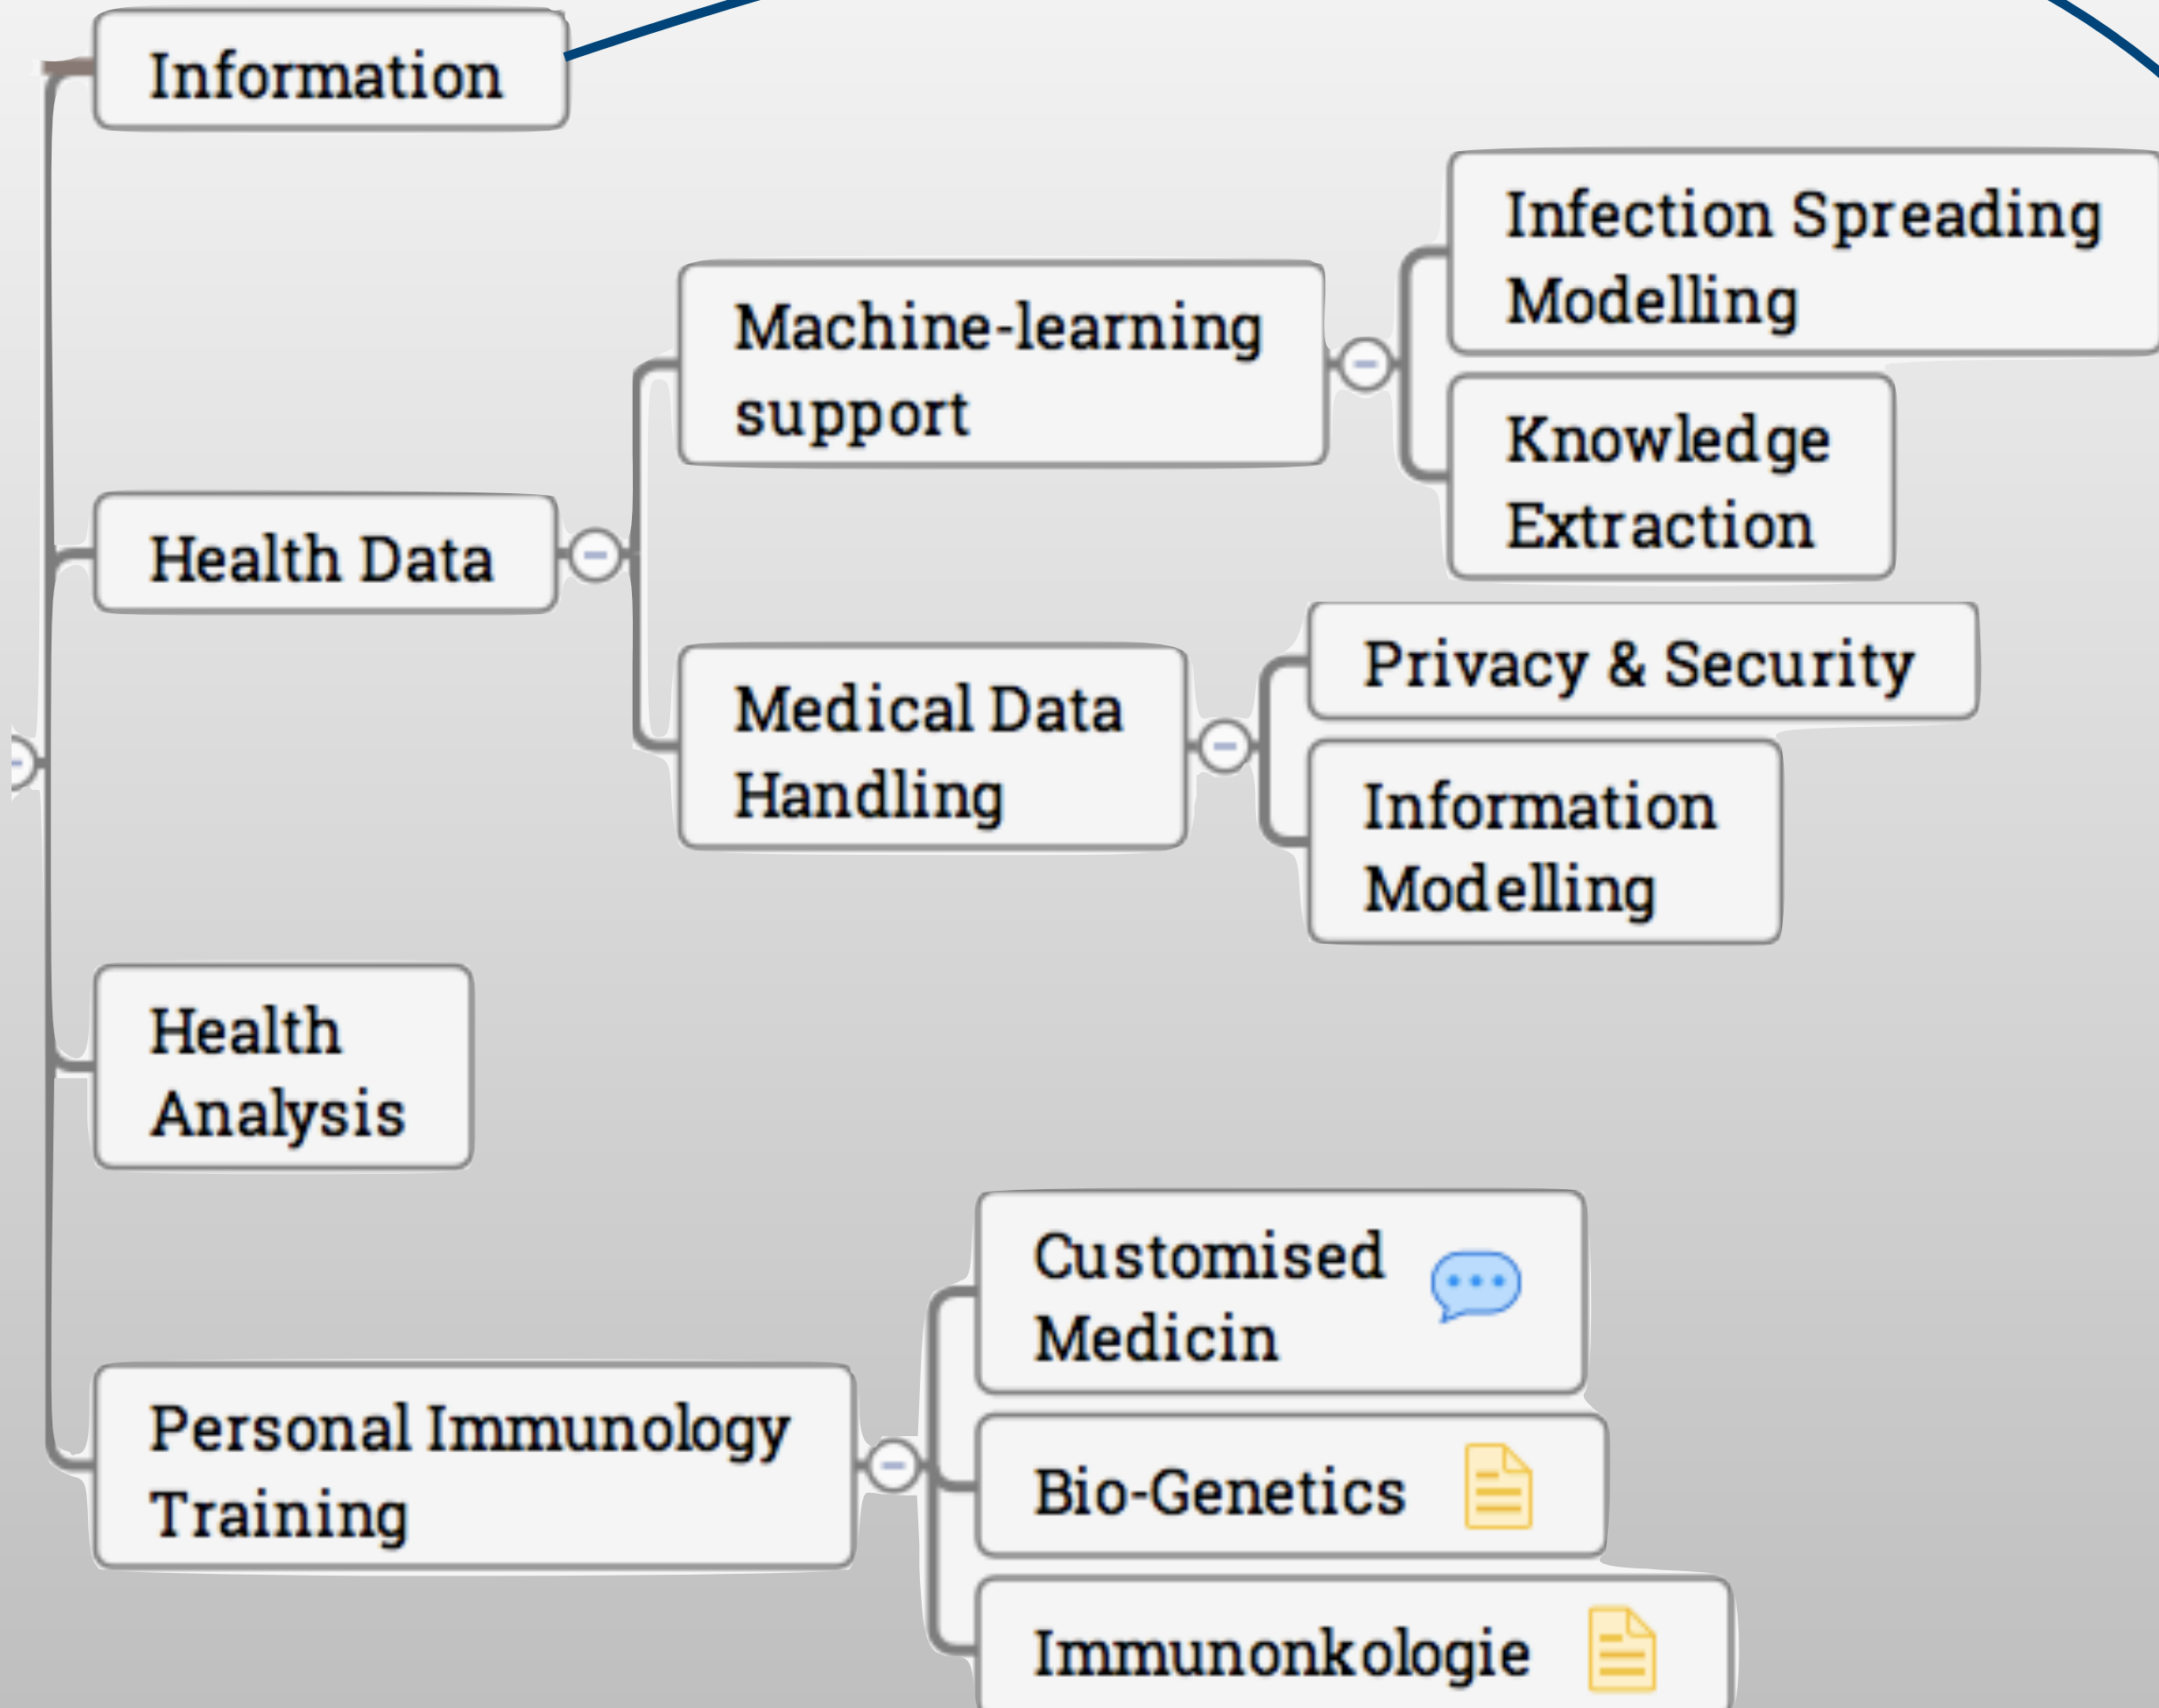 Information
Health Data
Machine-learning
support
Infection Spreading
Modelling
Knowledge
Extraction
Medical Data
Handling
Privacy & Security
Information
Modelling
Health
Analysis
Personal Immunology
Training
Customised
Medicin
Bio-Genetics
Immunonkologie